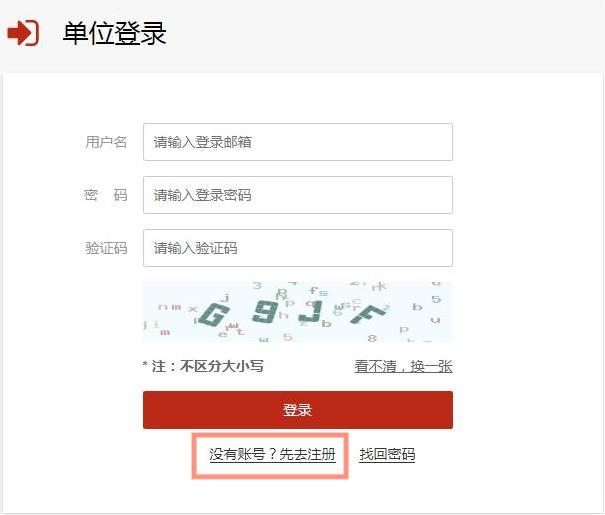 单位登录
用户名 请输入登录邮箱
密 码 请输入登录密码
验证码 请输入验证码
* 注：不区分大小写 看不清，换一张
登录
没有账号？先去注册 找回密码